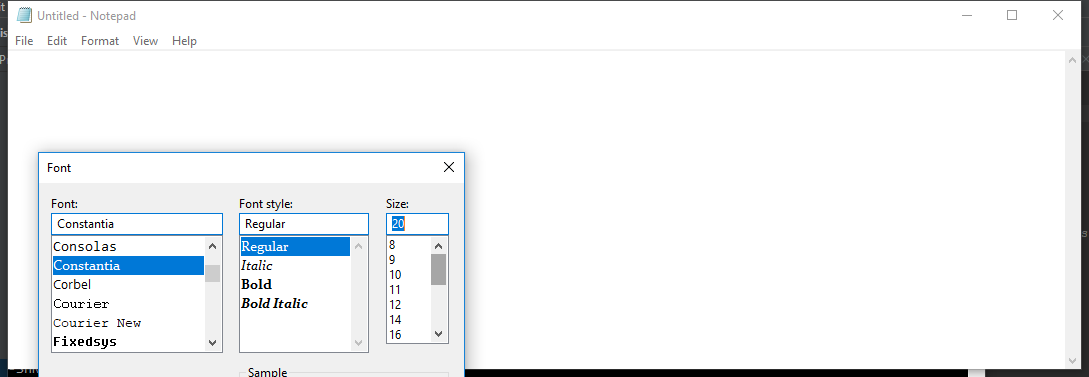 Untitled - Notepad
File Edit Format View Help
Font
Font: Font style: Size:
Constantia Regular 20
Consolas Regular 8
Constantia Italic 9
Corbel Bold 10
Courier Bold Italic 11
Courier New 12
Fixedsys 14
16
Sample